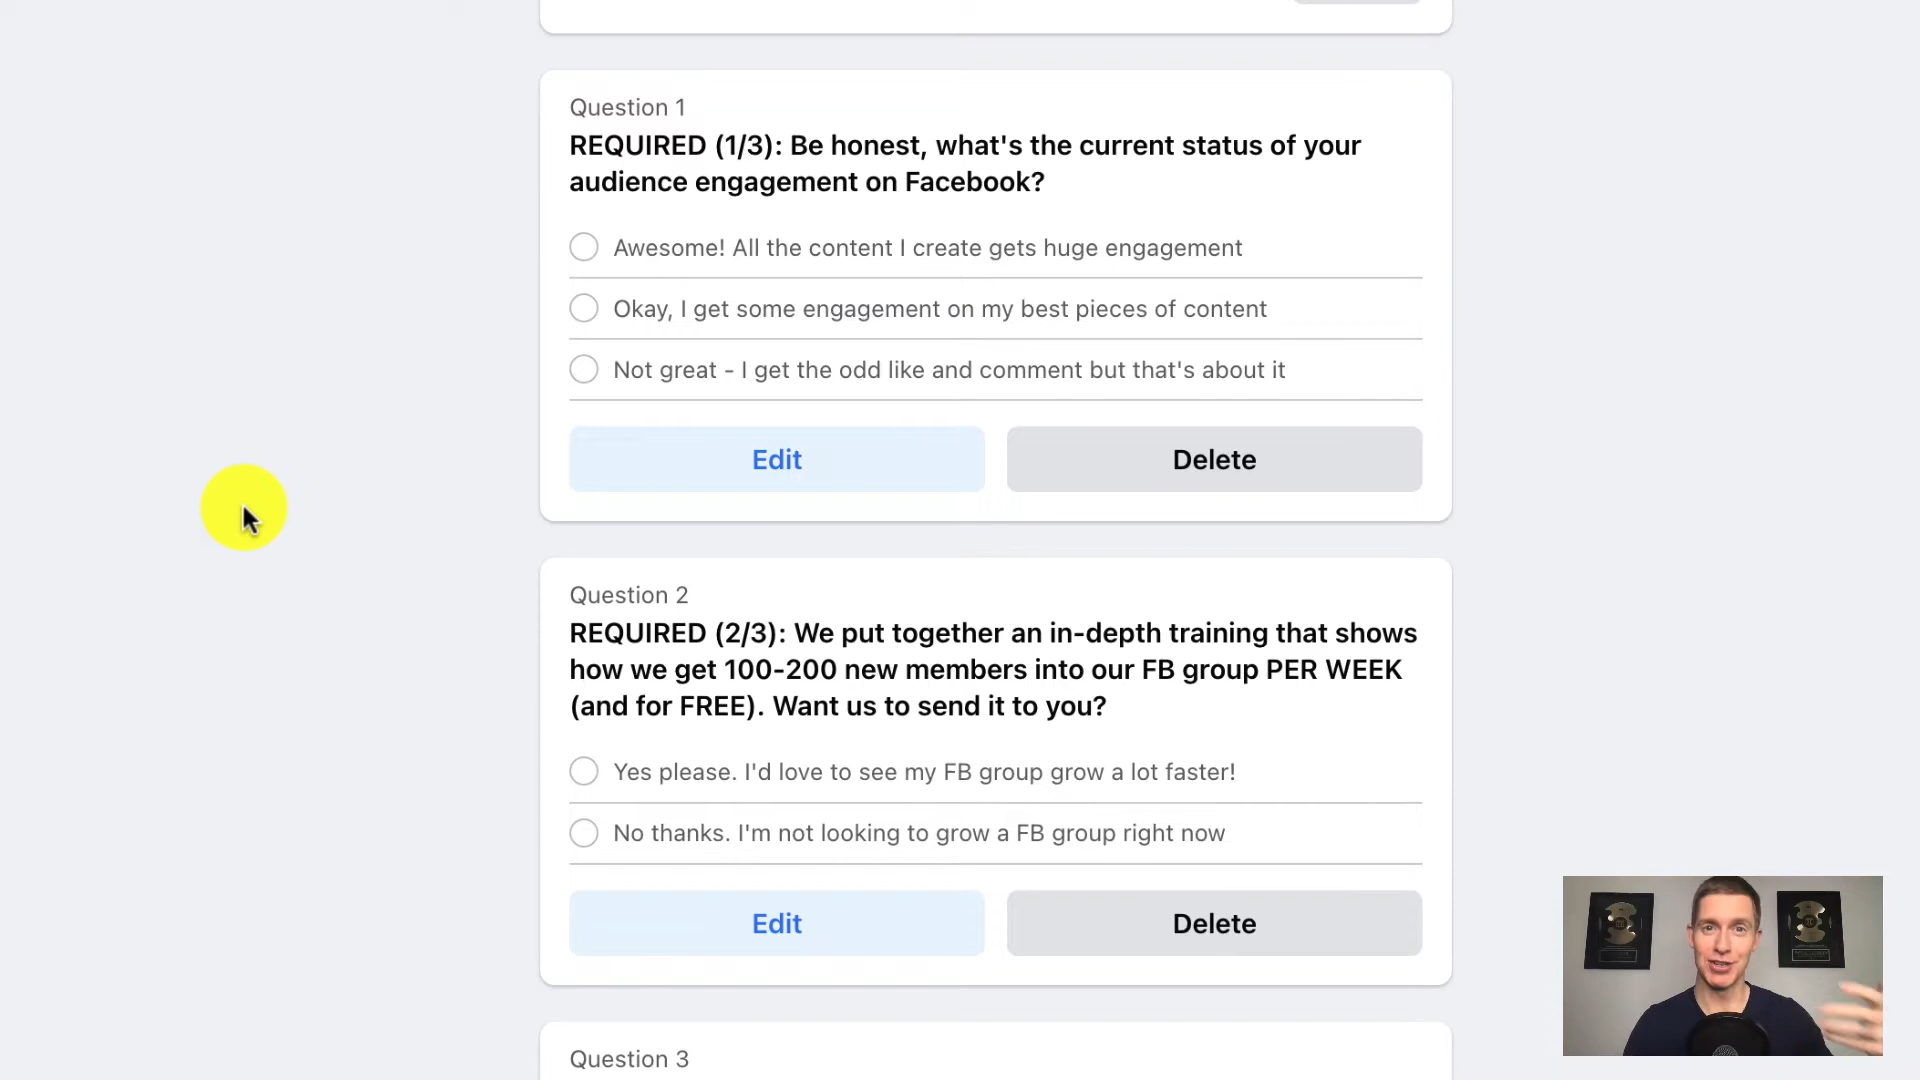 Question 1
REQUIRED (1/3): Be honest, what's the current status of your
audience engagement on Facebook?
Awesome! All the content I create gets huge engagement
Okay, I get some engagement on my best pieces of content
Not great - I get the odd like and comment but that's about it
Edit
Delete
Question 2
REQUIRED (2/3): We put together an in-depth training that shows
how we get 100-200 new members into our FB group PER WEEK
(and for FREE). Want us to send it to you?
Yes please. I'd love to see my FB group grow a lot faster!
No thanks. I'm not looking to grow a FB group right now
Edit
Delete
Question 3